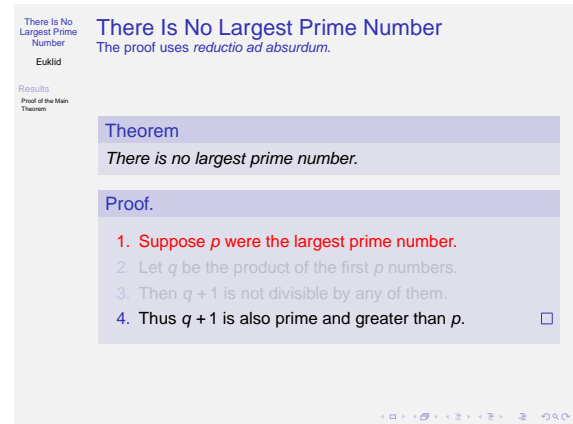 There Is No
Largest Prime
Number
Euklid
Results
Proof of the Main
Theorem
There Is No Largest Prime Number
The proof uses reductio ad absurdum.
Theorem
There is no largest prime number.
Proof.
1. Suppose p were the largest prime number.
2. Let q be the product of the first p numbers.
3. Then q + 1 is not divisible by any of them.
4. Thus q + 1 is also prime and greater than p.